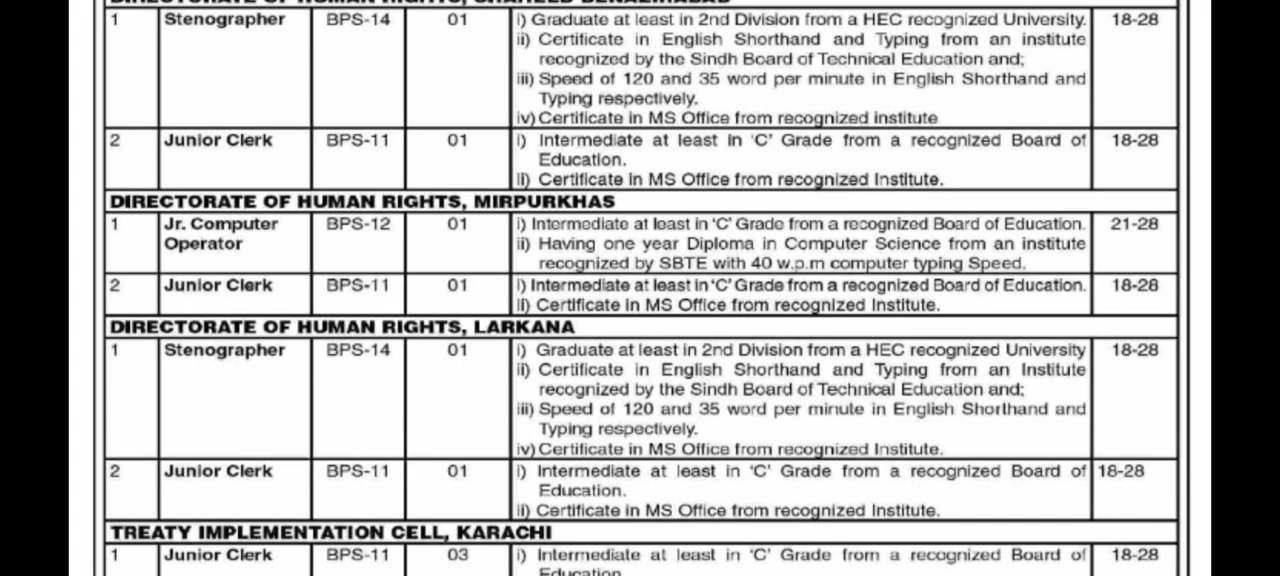 DIRECTORATE OF HUMAN RIGHTS, SHAHEED BENAZIRABAD
1 Stenographer BPS-14 01 i) Graduate at least in 2nd Division from a HEC recognized University. 18-28
ii) Certificate in English Shorthand and Typing from an institute
recognized by the Sindh Board of Technical Education and;
iii) Speed of 120 and 35 word per minute in English Shorthand and
Typing respectively.
iv) Certificate in MS Office from recognized institute
2 Junior Clerk BPS-11 01 i) Intermediate at least in 'C' Grade from a recognized Board of 18-28
Education.
ii) Certificate in MS Office from recognized Institute.
DIRECTORATE OF HUMAN RIGHTS, MIRPURKHAS
1 Jr. Computer BPS-12 01 i) Intermediate at least in 'C' Grade from a recognized Board of Education. 21-28
Operator ii) Having one year Diploma in Computer Science from an institute
recognized by SBTE with 40 w.p.m computer typing Speed.
2 Junior Clerk BPS-11 01 i) Intermediate at least in 'C' Grade from a recognized Board of Education. 18-28
ii) Certificate in MS Office from recognized Institute.
DIRECTORATE OF HUMAN RIGHTS, LARKANA
1 Stenographer BPS-14 01 i) Graduate at least in 2nd Division from a HEC recognized University 18-28
ii) Certificate in English Shorthand and Typing from an Institute
recognized by the Sindh Board of Technical Education and;
iii) Speed of 120 and 35 word per minute in English Shorthand and
Typing respectively.
iv) Certificate in MS Office from recognized Institute.
2 Junior Clerk BPS-11 01 i) Intermediate at least in 'C' Grade from a recognized Board of 18-28
Education.
ii) Certificate in MS Office from recognized Institute.
TREATY IMPLEMENTATION CELL, KARACHI
1 Junior Clerk BPS-11 03 i) Intermediate at least in 'C' Grade from a recognized Board of 18-28
Education